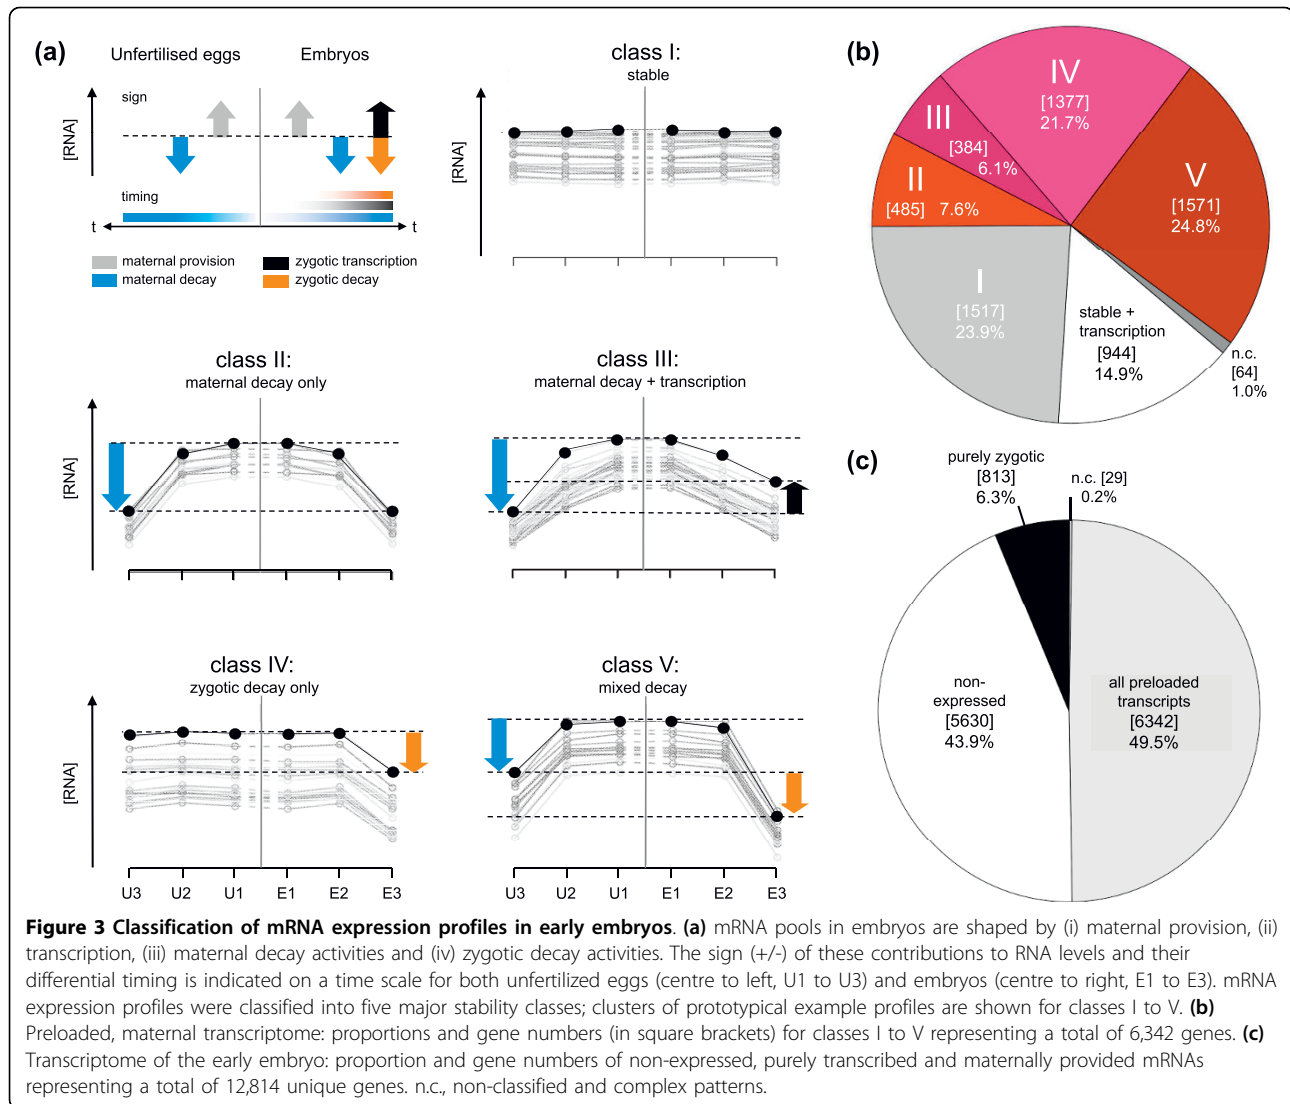 (a)
Unfertilised eggs
Embryos
sign
[RNA]
timing
t
t
maternal provision
zygotic transcription
maternal decay
zygotic decay
class I:
stable
[RNA]
class II:
maternal decay only
[RNA]
class III:
maternal decay + transcription
class IV:
zygotic decay only
[RNA]
U3 U2 U1 E1 E2 E3
class V:
mixed decay
U3 U2 U1 E1 E2 E3
(b)
IV
[1377]
21.7%
III
[384]
6.1%
II
[485] 7.6%
V
[1571]
24.8%
I
[1517]
23.9%
stable +
transcription
[944]
14.9%
n.c.
[64]
1.0%
(c)
purely zygotic
[813]
6.3%
n.c. [29]
0.2%
non-
expressed
[5630]
43.9%
all preloaded
transcripts
[6342]
49.5%
Figure 3 Classification of mRNA expression profiles in early embryos. (a) mRNA pools in embryos are shaped by (i) maternal provision, (ii)
transcription, (iii) maternal decay activities and (iv) zygotic decay activities. The sign (+/-) of these contributions to RNA levels and their
differential timing is indicated on a time scale for both unfertilized eggs (centre to left, U1 to U3) and embryos (centre to right, E1 to E3). mRNA
expression profiles were classified into five major stability classes; clusters of prototypical example profiles are shown for classes I to V. (b)
Preloaded, maternal transcriptome: proportions and gene numbers (in square brackets) for classes I to V representing a total of 6,342 genes. (c)
Transcriptome of the early embryo: proportion and gene numbers of non-expressed, purely transcribed and maternally provided mRNAs
representing a total of 12,814 unique genes. n.c., non-classified and complex patterns.